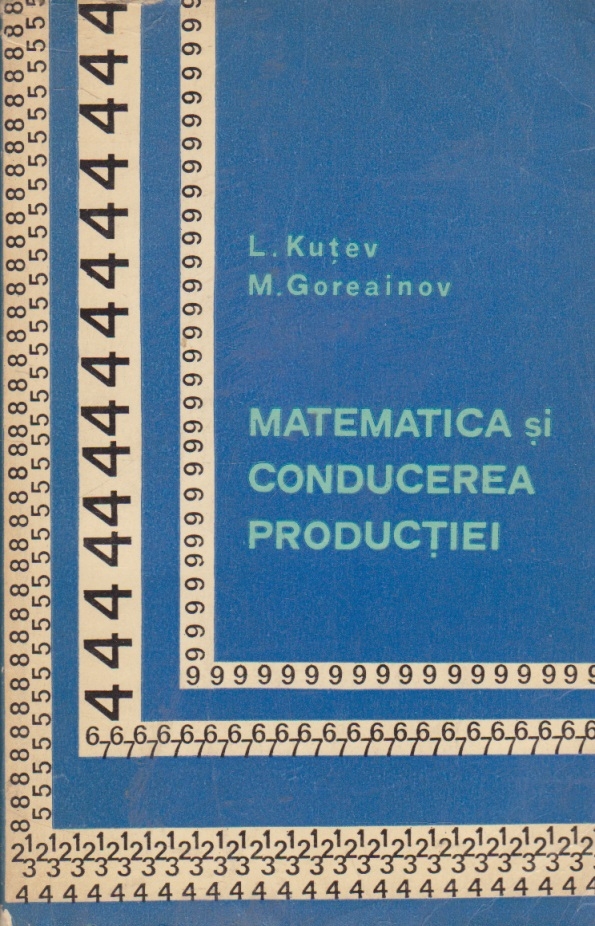 L. Kuțev
M. Goreainov
MATEMATICA și
CONDUCEREA
PRODUCȚIEI